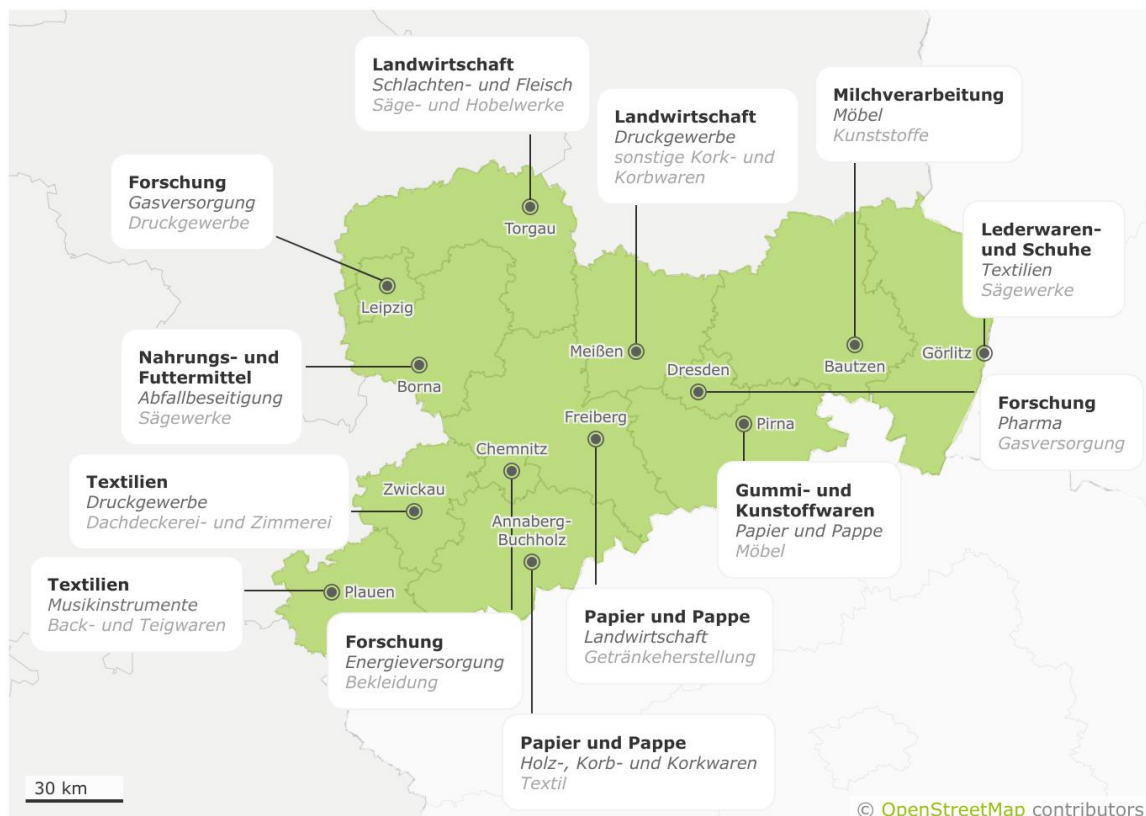 Landwirtschaft
Schlachten- und Fleisch
Säge- und Hobelwerke
Landwirtschaft
Druckgewerbe
sonstige Kork- und
Korbwaren
Milchverarbeitung
Möbel
Kunststoffe
Forschung
Gasversorgung
Druckgewerbe
Lederwaren-
und Schuhe
Textilien
Sägewerke
Torgau
Leipzig
Nahrungs- und
Futtermittel
Abfallbeseitigung
Sägewerke
Borna
Meißen
Dresden
Bautzen
Görlitz
Forschung
Pharma
Gasversorgung
Freiberg
Pirna
Chemnitz
Zwickau
Annaberg-
Buchholz
Textilien
Druckgewerbe
Dachdeckerei- und Zimmerei
Gummi- und
Kunstoffwaren
Papier und Pappe
Möbel
Textilien
Musikinstrumente
Back- und Teigwaren
Plauen
Forschung
Energieversorgung
Bekleidung
Papier und Pappe
Landwirtschaft
Getränkeherstellung
Papier und Pappe
Holz-, Korb- und Korkwaren
Textil
30 km
© OpenStreetMap contributors